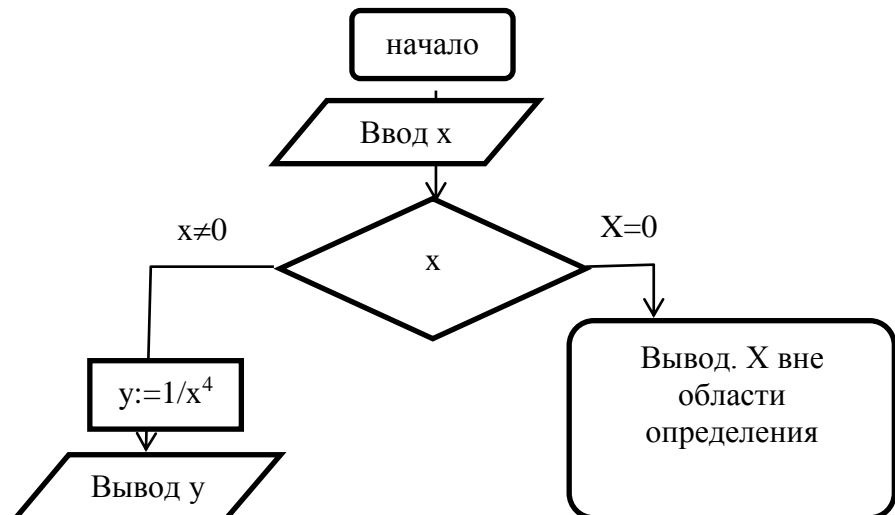 начало
Ввод x
x≠0
X=0
x
y:=1/x⁴
Вывод. X вне
области
определения
Вывод y